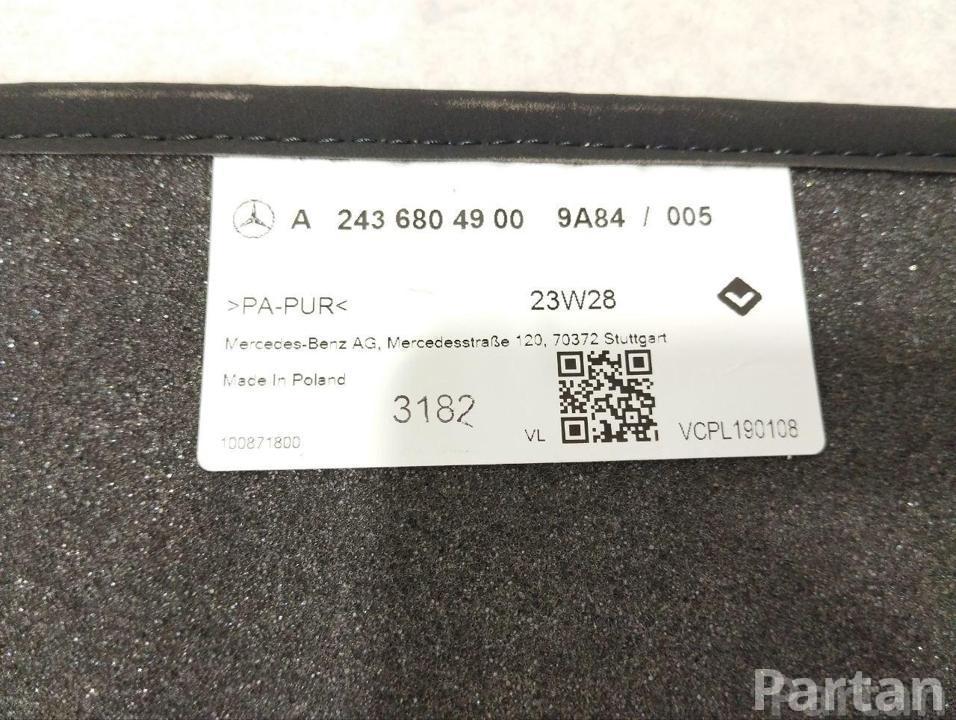 A 243 680 49 00 9A84 / 005
>PA-PUR< 23W28
Mercedes-Benz AG, Mercedesstraße 120, 70372 Stuttgart
Made In Poland
3182
100871800 VL VCPL190108
Partan